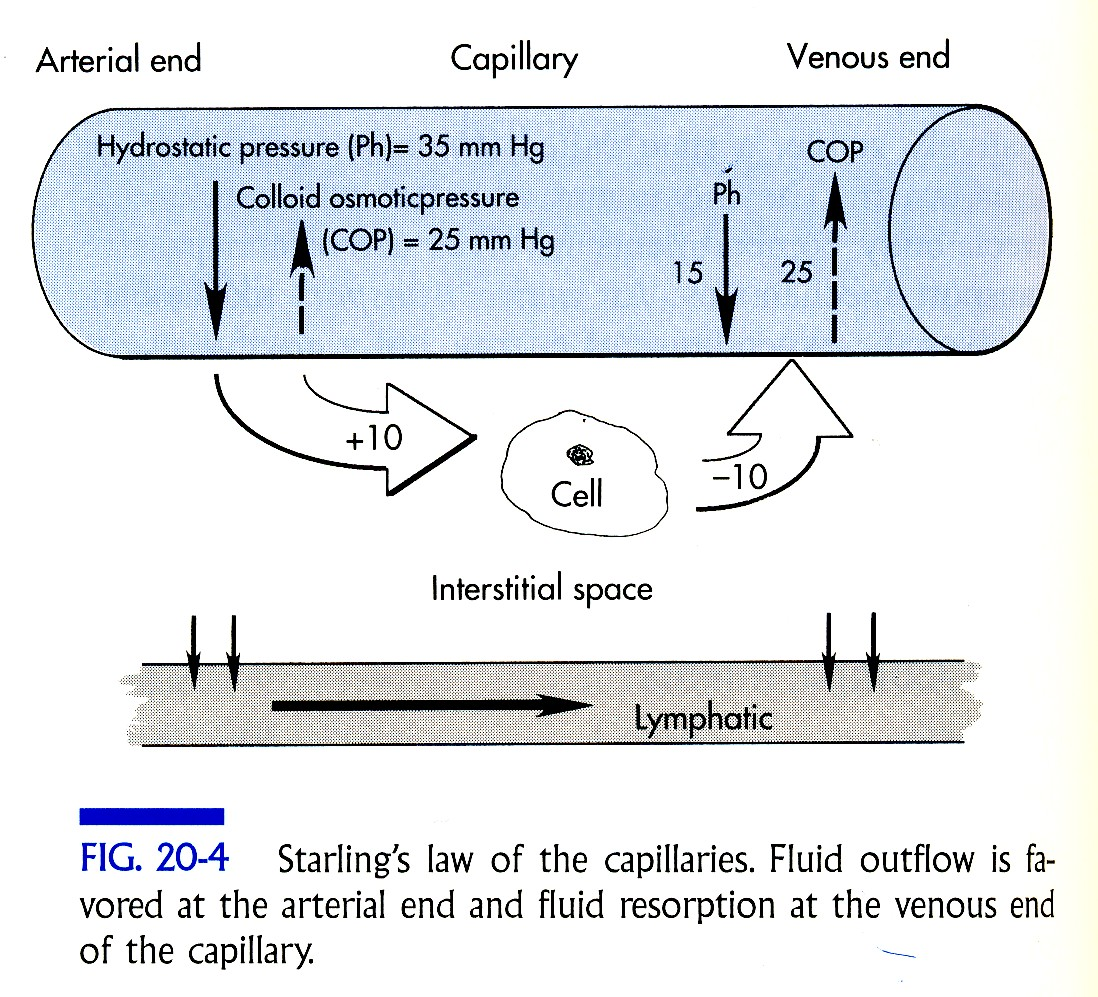 Arterial end Capillary Venous end
Hydrostatic pressure (Ph)= 35 mm Hg
COP
Colloid osmoticpressure
Ph
(COP) = 25 mm Hg
15 25
+10
–10
Cell
Interstitial space
Lymphatic
FIG. 20-4 Starling's law of the capillaries. Fluid outflow is fa-
vored at the arterial end and fluid resorption at the venous end
of the capillary.